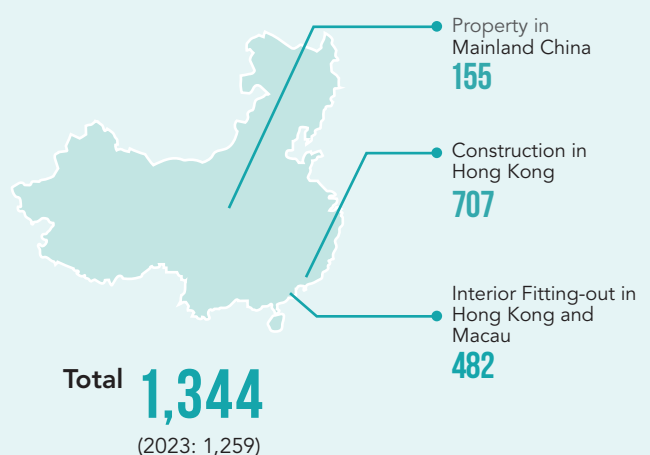 Property in
Mainland China
155
Construction in
Hong Kong
707
Interior Fitting-out in
Hong Kong and
Macau
482
Total 1,344
(2023: 1,259)